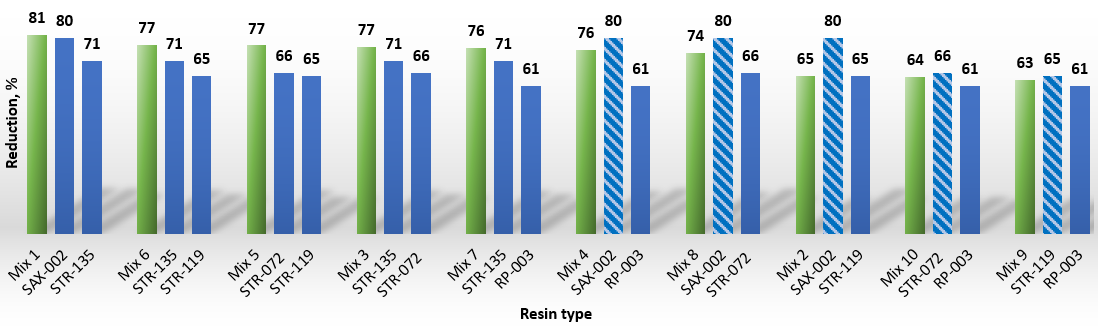 81 80 71
77 71 65
77 66 65
77 71 66
76 71 61
76 80 61
74 80 66
65 80 65
64 66 61
63 65 61
Reduction, %
Mix 1 SAX-002 STR-135
Mix 6 STR-135 STR-119
Mix 5 STR-072 STR-119
Mix 3 STR-135 STR-072
Mix 7 STR-135 RP-003
Mix 4 SAX-002 RP-003
Mix 8 SAX-002 STR-072
Mix 2 SAX-002 STR-119
Mix 10 STR-072 RP-003
Mix 9 STR-119 RP-003
Resin type